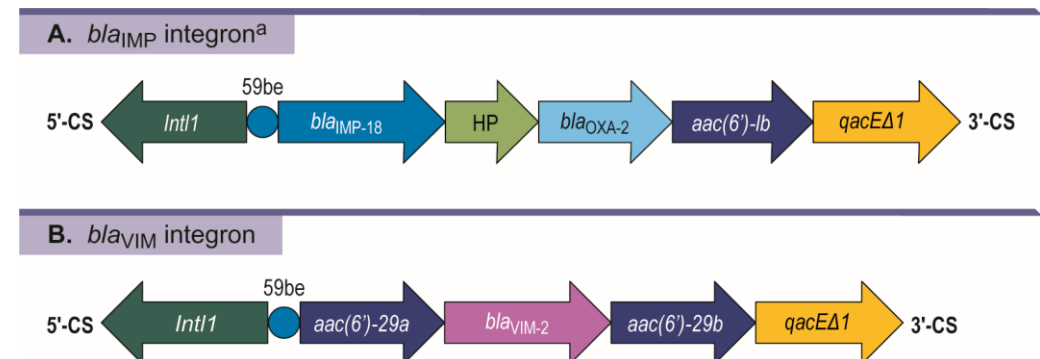 A. blaIMP integronᵃ
59be
5'-CS IntI1 blaIMP-18 HP blaOXA-2 aac(6')-Ib qacEΔ1 3'-CS
B. blaVIM integron
59be
5'-CS IntI1 aac(6')-29a blaVIM-2 aac(6')-29b qacEΔ1 3'-CS